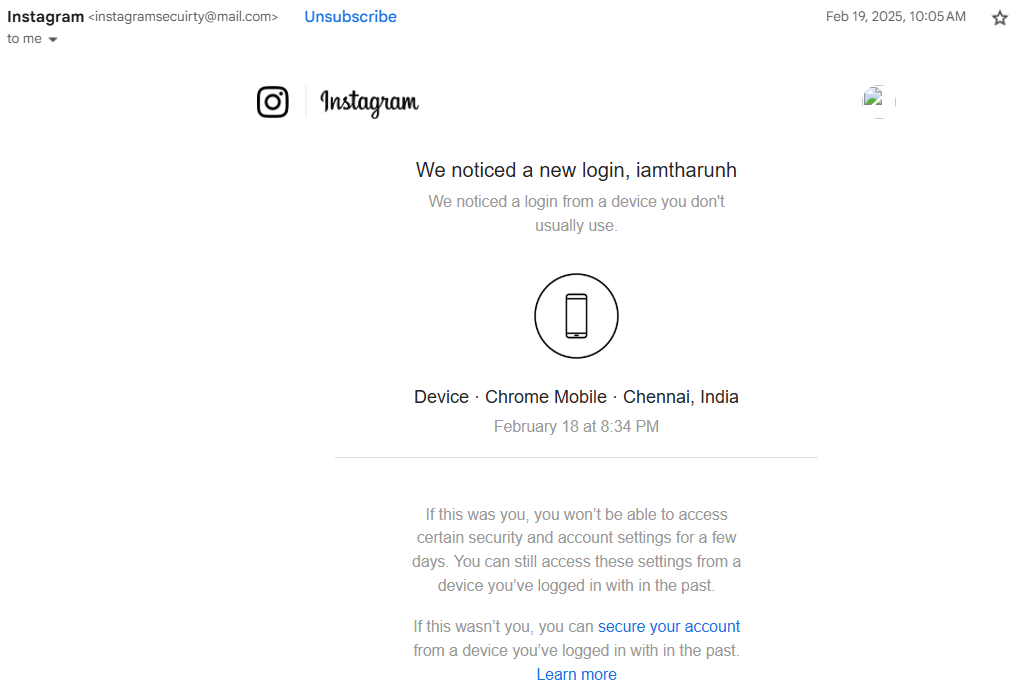 Instagram <instagramsecuirty@mail.com> Unsubscribe Feb 19, 2025, 10:05 AM
to me
Instagram
We noticed a new login, iamtharunh
We noticed a login from a device you don't
usually use.
Device · Chrome Mobile · Chennai, India
February 18 at 8:34 PM
If this was you, you won’t be able to access
certain security and account settings for a few
days. You can still access these settings from a
device you’ve logged in with in the past.
If this wasn’t you, you can secure your account
from a device you’ve logged in with in the past.
Learn more